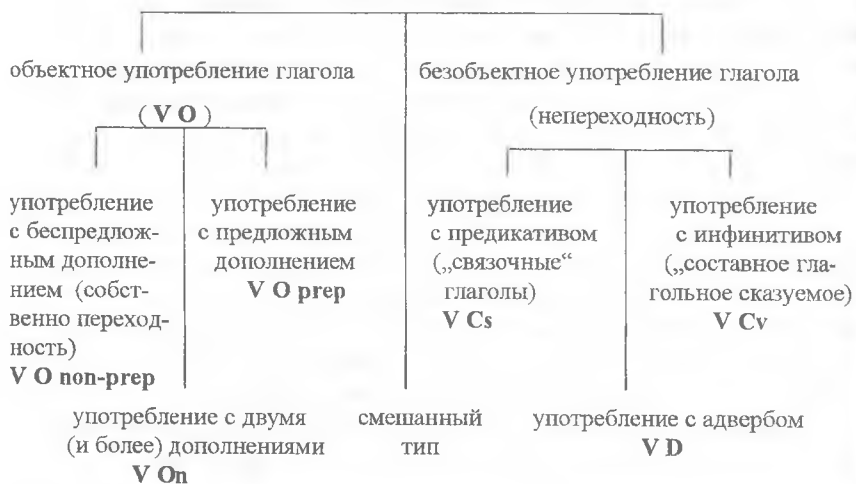 объектное употребление глагола
( V O )
безобъектное употребление глагола
(непереходность)
употребление
с беспредлож-
ным дополне-
нием (собст-
венно переход-
ность)
V O non-prep
употребление
с предложным
дополнением
V O prep
употребление
с предикативом
(„связочные“
глаголы)
V Cs
употребление
с инфинитивом
(„составное гла-
гольное сказуемое)
V Cv
употребление с двумя
(и более) дополнениями
V On
смешанный
тип
употребление с адвербом
V D